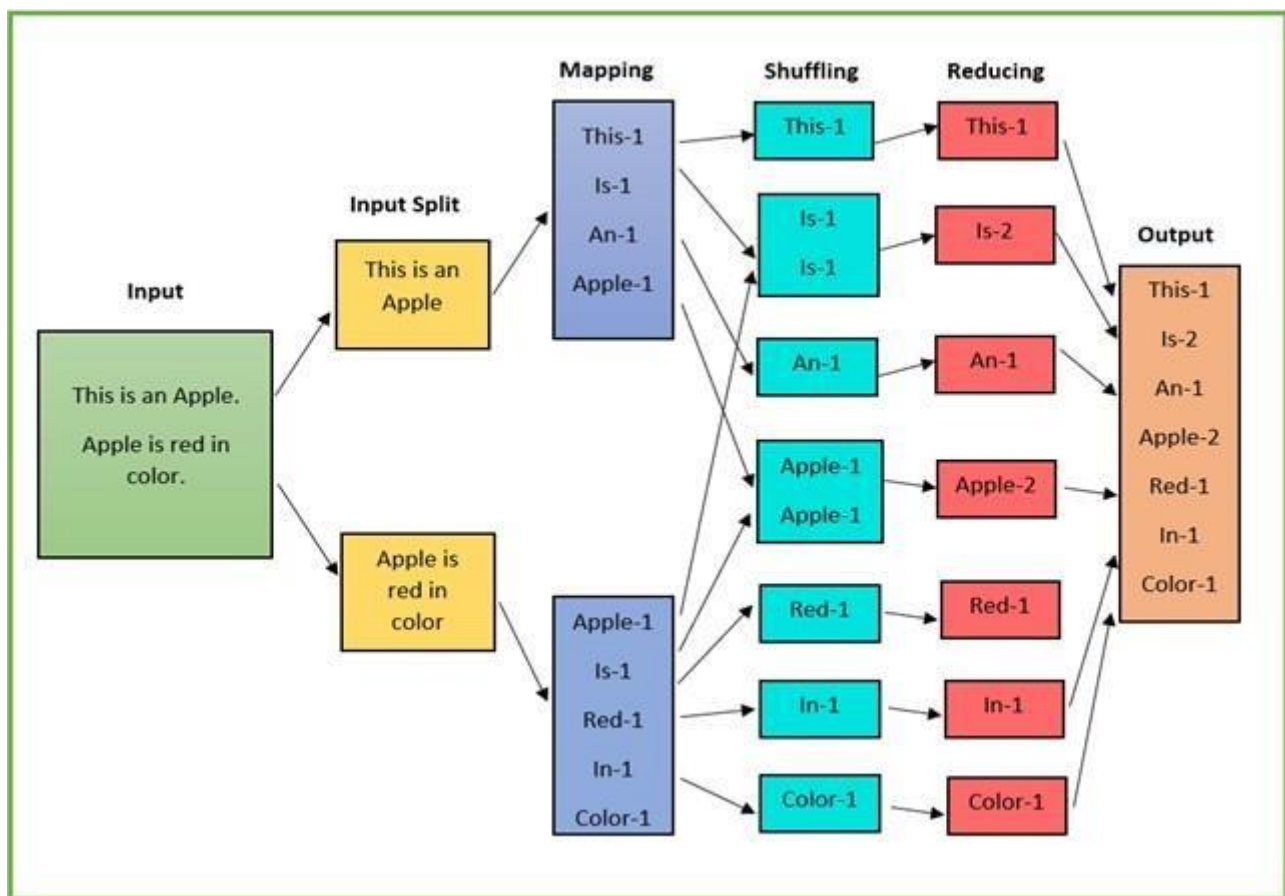 Input
This is an Apple.
Apple is red in
color.
Input Split
This is an
Apple
Apple is
red in
color
Mapping
This-1
Is-1
An-1
Apple-1
Apple-1
Is-1
Red-1
In-1
Color-1
Shuffling
This-1
Is-1
Is-1
An-1
Apple-1
Apple-1
Red-1
In-1
Color-1
Reducing
This-1
Is-2
An-1
Apple-2
Red-1
In-1
Color-1
Output
This-1
Is-2
An-1
Apple-2
Red-1
In-1
Color-1